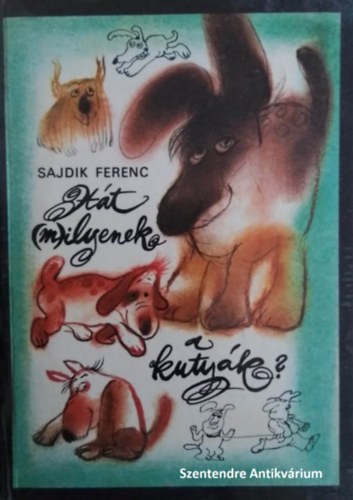 SAJDIK FERENC
Hát
(m)ilyenek
a
kutyák?
Szentendre Antikvárium